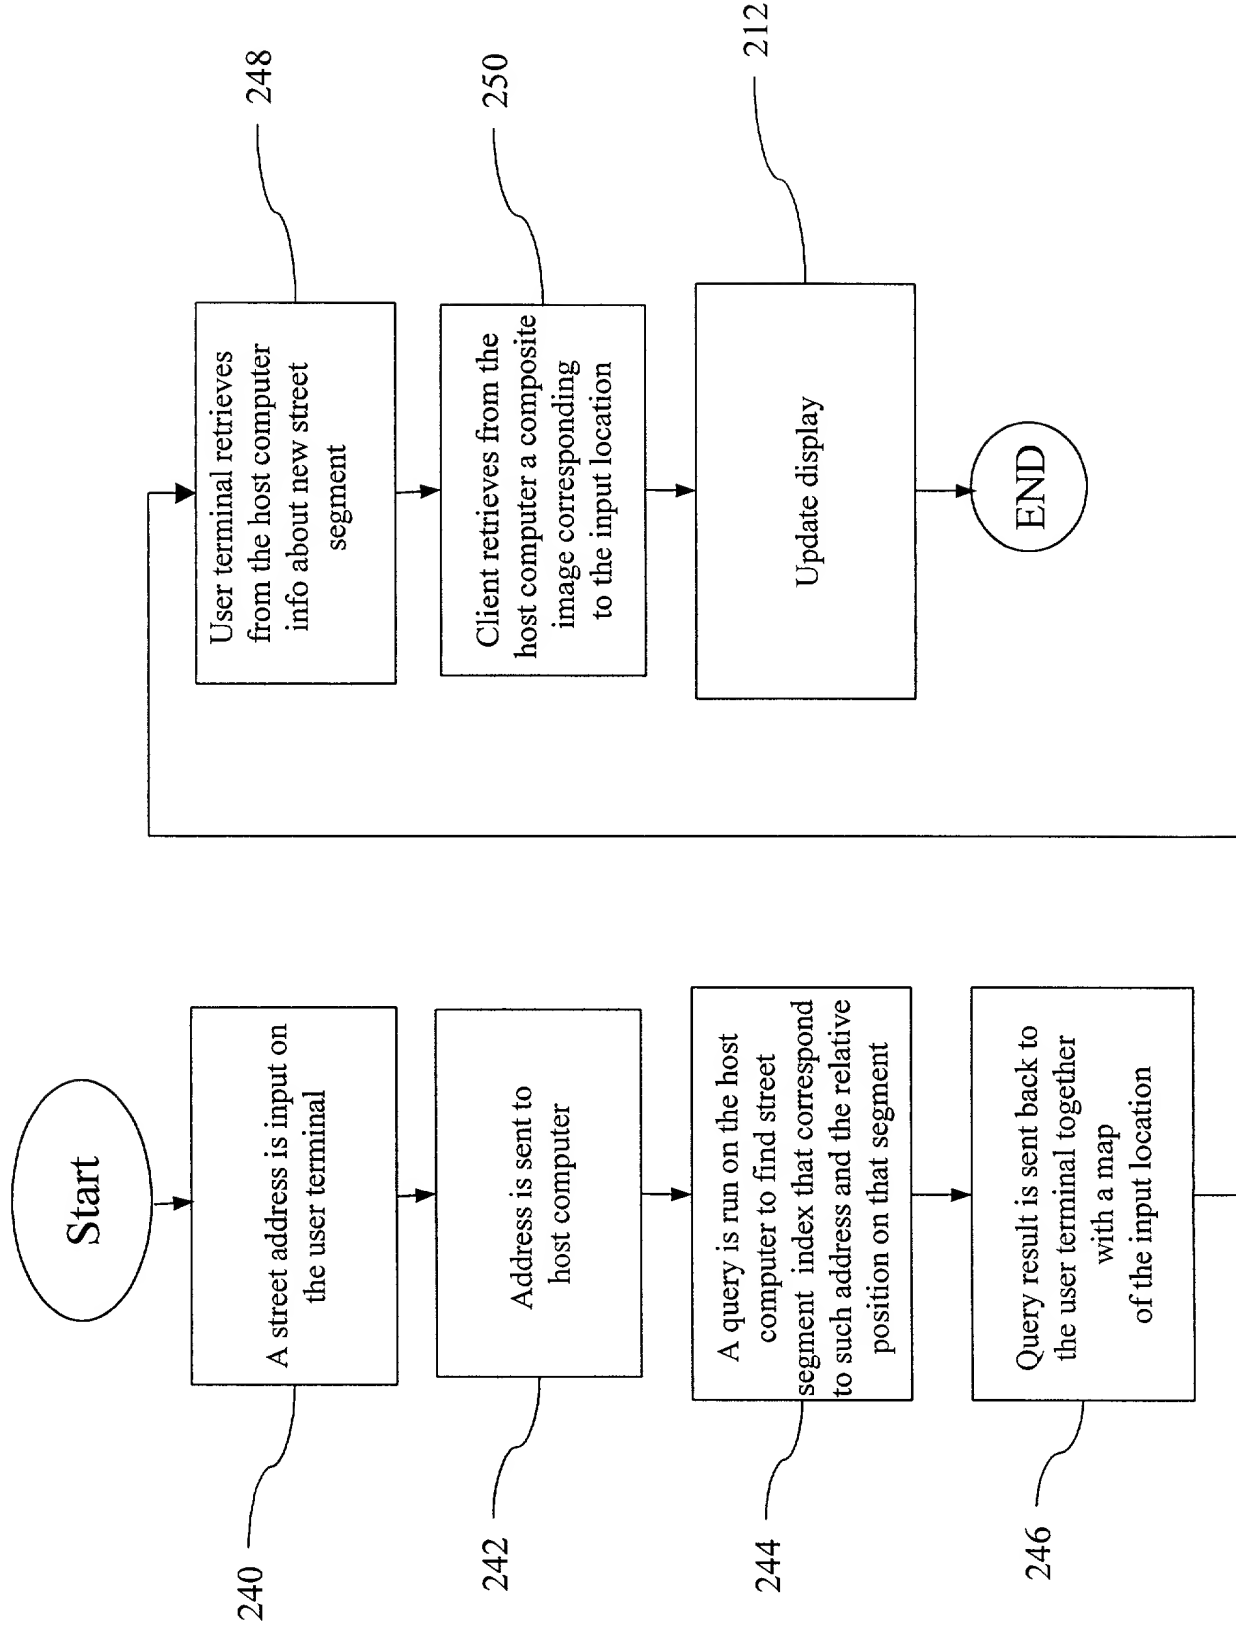 Start
240
A street address is input on
the user terminal
242
Address is sent to
host computer
244
A query is run on the host
computer to find street
segment index that correspond
to such address and the relative
position on that segment
246
Query result is sent back to
the user terminal together
with a map
of the input location
248
User terminal retrieves
from the host computer
info about new street
segment
250
Client retrieves from the
host computer a composite
image corresponding
to the input location
212
Update display
END